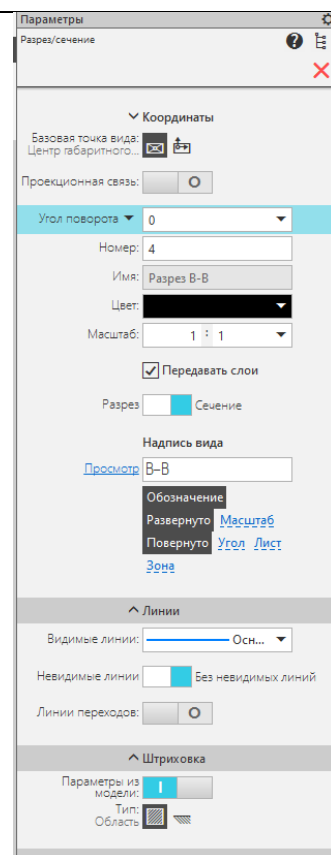 Параметры
Разрез/сечение
Координаты
Базовая точка вида:
Центр габаритного...
Проекционная связь:
Угол поворота 0
Номер: 4
Имя: Разрез В-В
Цвет:
Масштаб: 1 : 1
Передавать слои
Разрез Сечение
Надпись вида
Просмотр В–В
Обозначение
Развернуто Масштаб
Повернуто Угол Лист
Зона
Линии
Видимые линии: Осн...
Невидимые линии Без невидимых линий
Линии переходов:
Штриховка
Параметры из
модели:
Тип:
Область